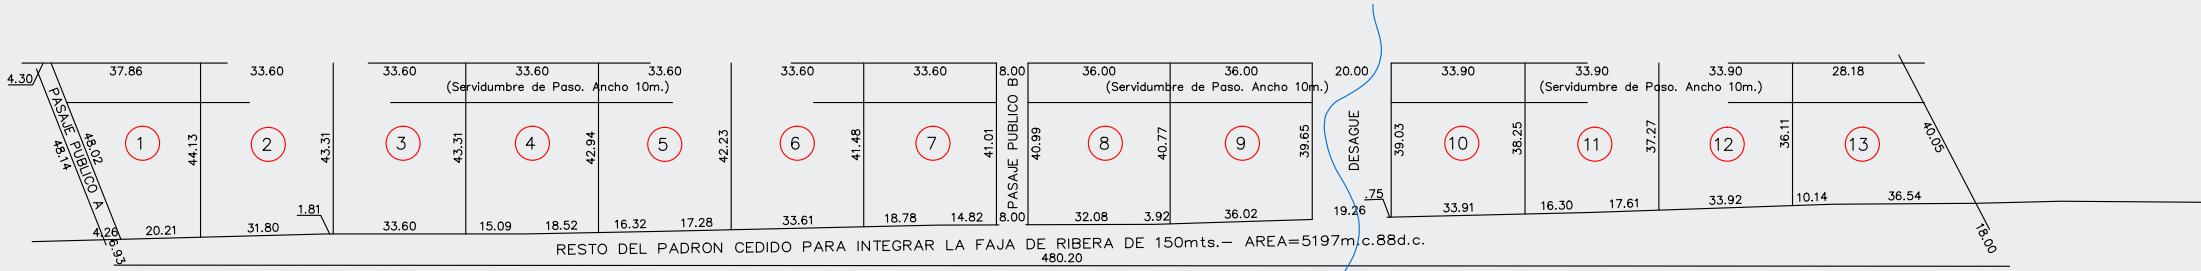 4.30
37.86 33.60 33.60 33.60 33.60 33.60 33.60 8.00 36.00 36.00 20.00 33.90 33.90 33.90 28.18
(Servidumbre de Paso. Ancho 10m.) (Servidumbre de Paso. Ancho 10m.) (Servidumbre de Paso. Ancho 10m.)
PASAJE PUBLICO A
48.14
48.02
1 44.13 2 43.31 3 43.31 4 42.94 5 42.23 6 41.48 7 41.01
PASAJE PUBLICO B
40.99 8 40.77 9 39.65
DESAGUE
39.03 10 38.25 11 37.27 12 36.11 13 40.05
4.26 20.21 31.80 1.81 33.60 15.09 18.52 16.32 17.28 33.61 18.78 14.82 8.00 32.08 3.92 36.02 19.26 .75 33.91 16.30 17.61 33.92 10.14 36.54
6.93
18.00
RESTO DEL PADRON CEDIDO PARA INTEGRAR LA FAJA DE RIBERA DE 150mts.— AREA=5197m.c.88d.c.
480.20